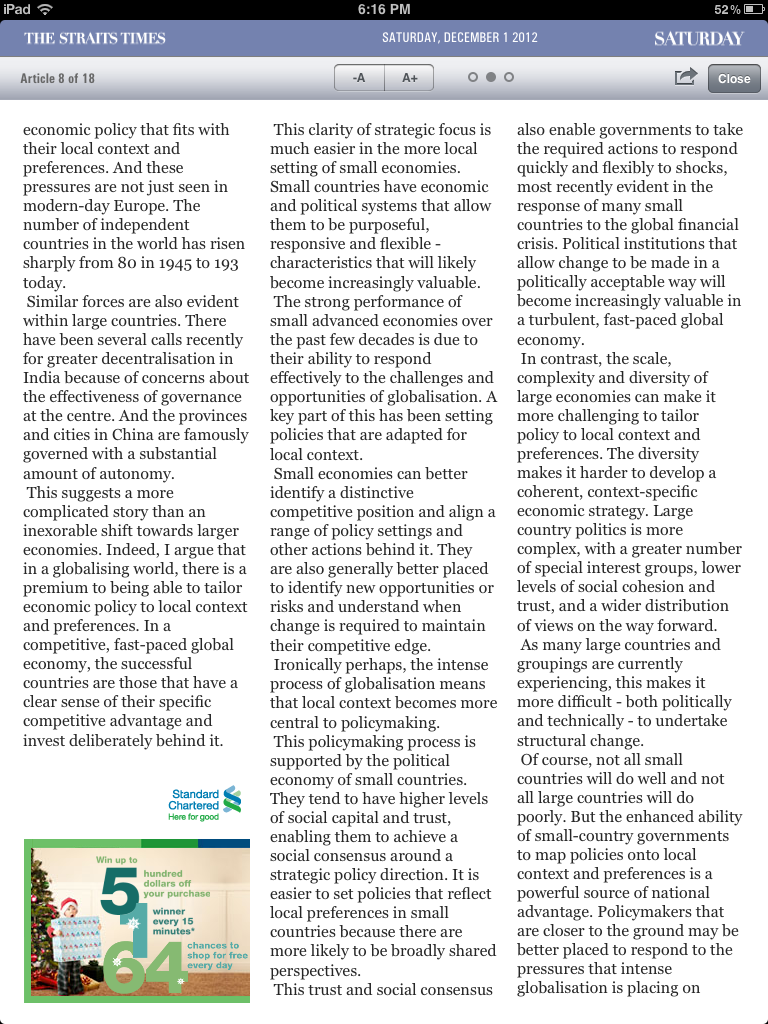 iPad
6:16 PM
52%
THE STRAITS TIMES
SATURDAY, DECEMBER 1 2012
SATURDAY
Article 8 of 18
-A
A+
Close
economic policy that fits with
their local context and
preferences. And these
pressures are not just seen in
modern-day Europe. The
number of independent
countries in the world has risen
sharply from 80 in 1945 to 193
today.
Similar forces are also evident
within large countries. There
have been several calls recently
for greater decentralisation in
India because of concerns about
the effectiveness of governance
at the centre. And the provinces
and cities in China are famously
governed with a substantial
amount of autonomy.
This suggests a more
complicated story than an
inexorable shift towards larger
economies. Indeed, I argue that
in a globalising world, there is a
premium to being able to tailor
economic policy to local context
and preferences. In a
competitive, fast-paced global
economy, the successful
countries are those that have a
clear sense of their specific
competitive advantage and
invest deliberately behind it.
Standard
Chartered
Here for good
Win up to
5
hundred
dollars off
your purchase
1
winner
every 15
minutes*
64
chances to
shop for free
every day
This clarity of strategic focus is
much easier in the more local
setting of small economies.
Small countries have economic
and political systems that allow
them to be purposeful,
responsive and flexible -
characteristics that will likely
become increasingly valuable.
The strong performance of
small advanced economies over
the past few decades is due to
their ability to respond
effectively to the challenges and
opportunities of globalisation. A
key part of this has been setting
policies that are adapted for
local context.
Small economies can better
identify a distinctive
competitive position and align a
range of policy settings and
other actions behind it. They
are also generally better placed
to identify new opportunities or
risks and understand when
change is required to maintain
their competitive edge.
Ironically perhaps, the intense
process of globalisation means
that local context becomes more
central to policymaking.
This policymaking process is
supported by the political
economy of small countries.
They tend to have higher levels
of social capital and trust,
enabling them to achieve a
social consensus around a
strategic policy direction. It is
easier to set policies that reflect
local preferences in small
countries because there are
more likely to be broadly shared
perspectives.
This trust and social consensus
also enable governments to take
the required actions to respond
quickly and flexibly to shocks,
most recently evident in the
response of many small
countries to the global financial
crisis. Political institutions that
allow change to be made in a
politically acceptable way will
become increasingly valuable in
a turbulent, fast-paced global
economy.
In contrast, the scale,
complexity and diversity of
large economies can make it
more challenging to tailor
policy to local context and
preferences. The diversity
makes it harder to develop a
coherent, context-specific
economic strategy. Large
country politics is more
complex, with a greater number
of special interest groups, lower
levels of social cohesion and
trust, and a wider distribution
of views on the way forward.
As many large countries and
groupings are currently
experiencing, this makes it
more difficult - both politically
and technically - to undertake
structural change.
Of course, not all small
countries will do well and not
all large countries will do
poorly. But the enhanced ability
of small-country governments
to map policies onto local
context and preferences is a
powerful source of national
advantage. Policymakers that
are closer to the ground may be
better placed to respond to the
pressures that intense
globalisation is placing on